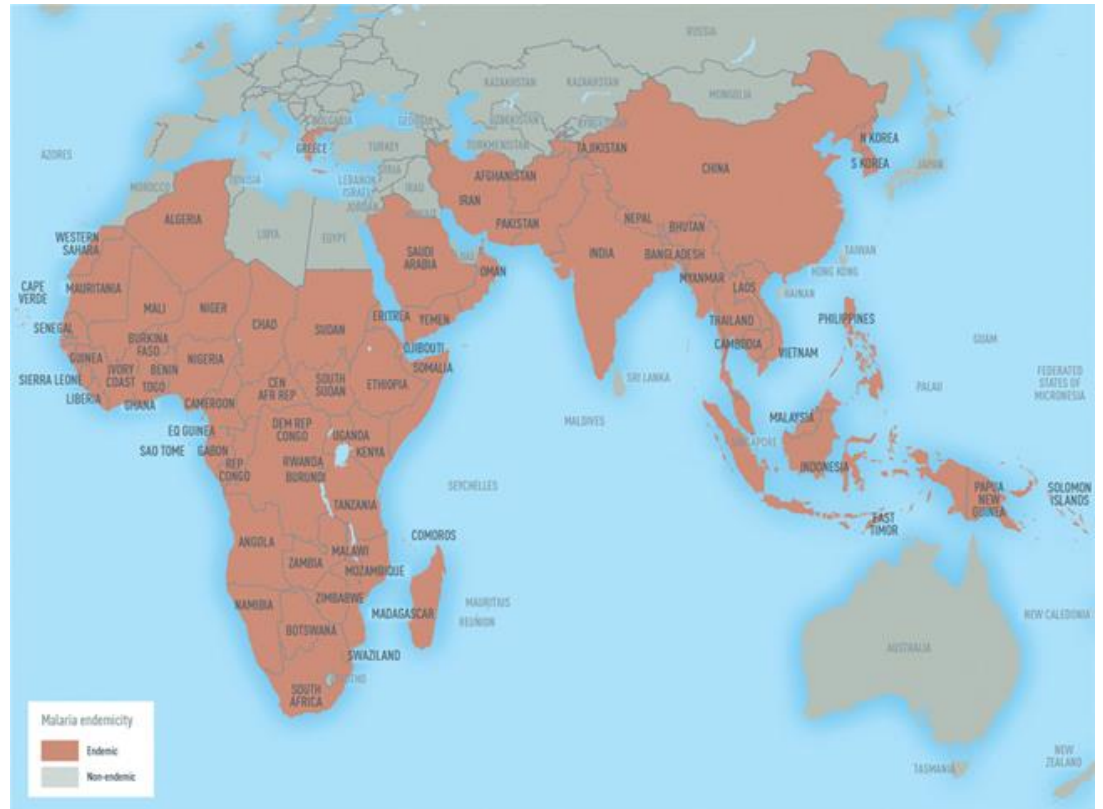 RUSSIA
KAZAKHSTAN
KAZAKHSTAN
MONGOLIA
BULGARIA
GEORGIA
UZBEKISTAN
N KOREA
AZORES
GREECE
TURKEY
TURKMENISTAN
TAJIKISTAN
S KOREA
JAPAN
SYRIA
CHINA
MOROCCO
TUNISIA
LEBANON
ISRAEL
IRAQ
AFGHANISTAN
JORDAN
IRAN
ALGERIA
PAKISTAN
NEPAL
BHUTAN
WESTERN
SAHARA
LIBYA
EGYPT
SAUDI
ARABIA
UAE
INDIA
BANGLADESH
TAIWAN
OMAN
HONG KONG
CAPE
VERDE
MAURITANIA
MYANMAR
LAOS
HAINAN
MALI
NIGER
ERITREA
YEMEN
SENEGAL
CHAD
SUDAN
THAILAND
PHILIPPINES
BURKINA
FASO
DJIBOUTI
CAMBODIA
GUAM
GUINEA
NIGERIA
VIETNAM
IVORY
COAST
BENIN
SOMALIA
SIERRA LEONE
TOGO
CEN
AFR REP
SOUTH
SUDAN
ETHIOPIA
SRI LANKA
PALAU
FEDERATED
STATES OF
MICRONESIA
LIBERIA
GHANA
CAMEROON
MALDIVES
MALAYSIA
EQ GUINEA
DEM REP
CONGO
UGANDA
SINGAPORE
SAO TOME
GABON
KENYA
REP
CONGO
RWANDA
BURUNDI
INDONESIA
SEYCHELLES
PAPUA
NEW
GUINEA
SOLOMON
ISLANDS
TANZANIA
EAST
TIMOR
COMOROS
ANGOLA
MALAWI
ZAMBIA
MOZAMBIQUE
NAMIBIA
ZIMBABWE
MADAGASCAR
MAURITIUS
REUNION
NEW CALEDONIA
BOTSWANA
AUSTRALIA
SWAZILAND
SOUTH
AFRICA
Malaria endemicity
Endemic
Non-endemic
NEW
ZEALAND
TASMANIA